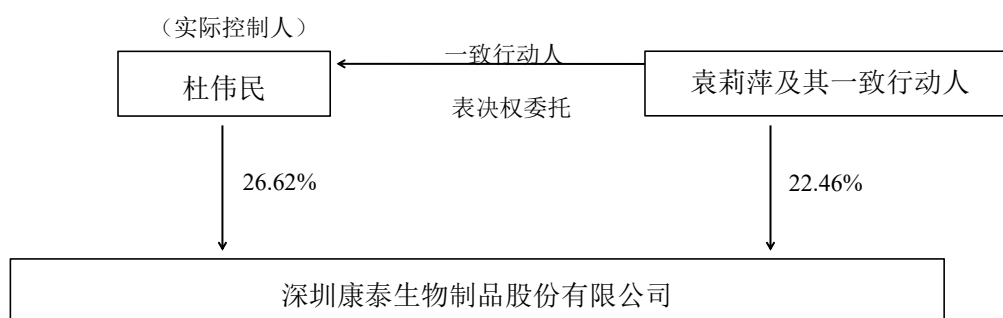 （实际控制人）
一致行动人
杜伟民
袁莉萍及其一致行动人
表决权委托
26.62%
22.46%
深圳康泰生物制品股份有限公司